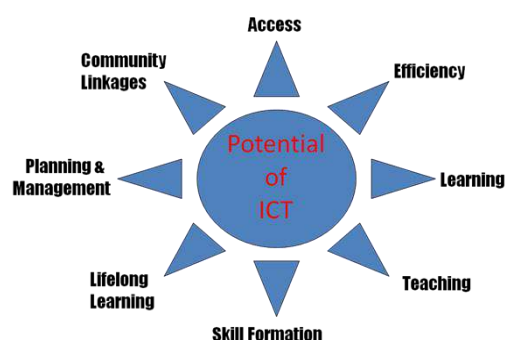 Access
Community
Linkages
Efficiency
Potential
of
ICT
Planning &
Management
Learning
Lifelong
Learning
Teaching
Skill Formation